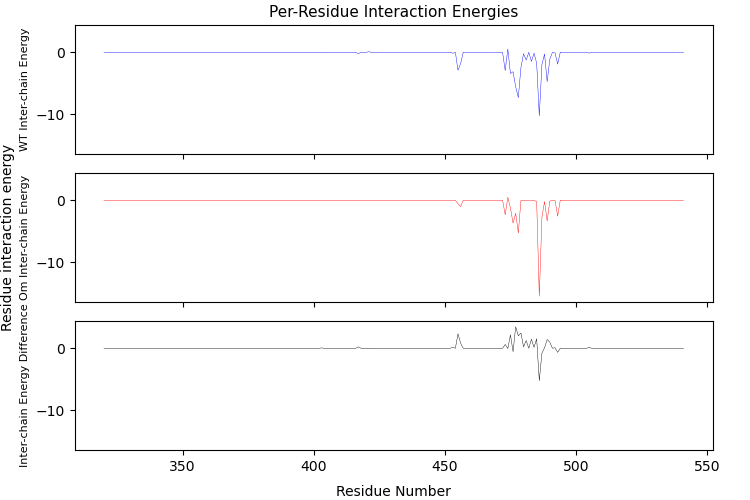 Per-Residue Interaction Energies
Residue interaction energy
WT Inter-chain Energy
0
−10
Om Inter-chain Energy
0
−10
Inter-chain Energy Difference
0
−10
350
400
450
500
550
Residue Number